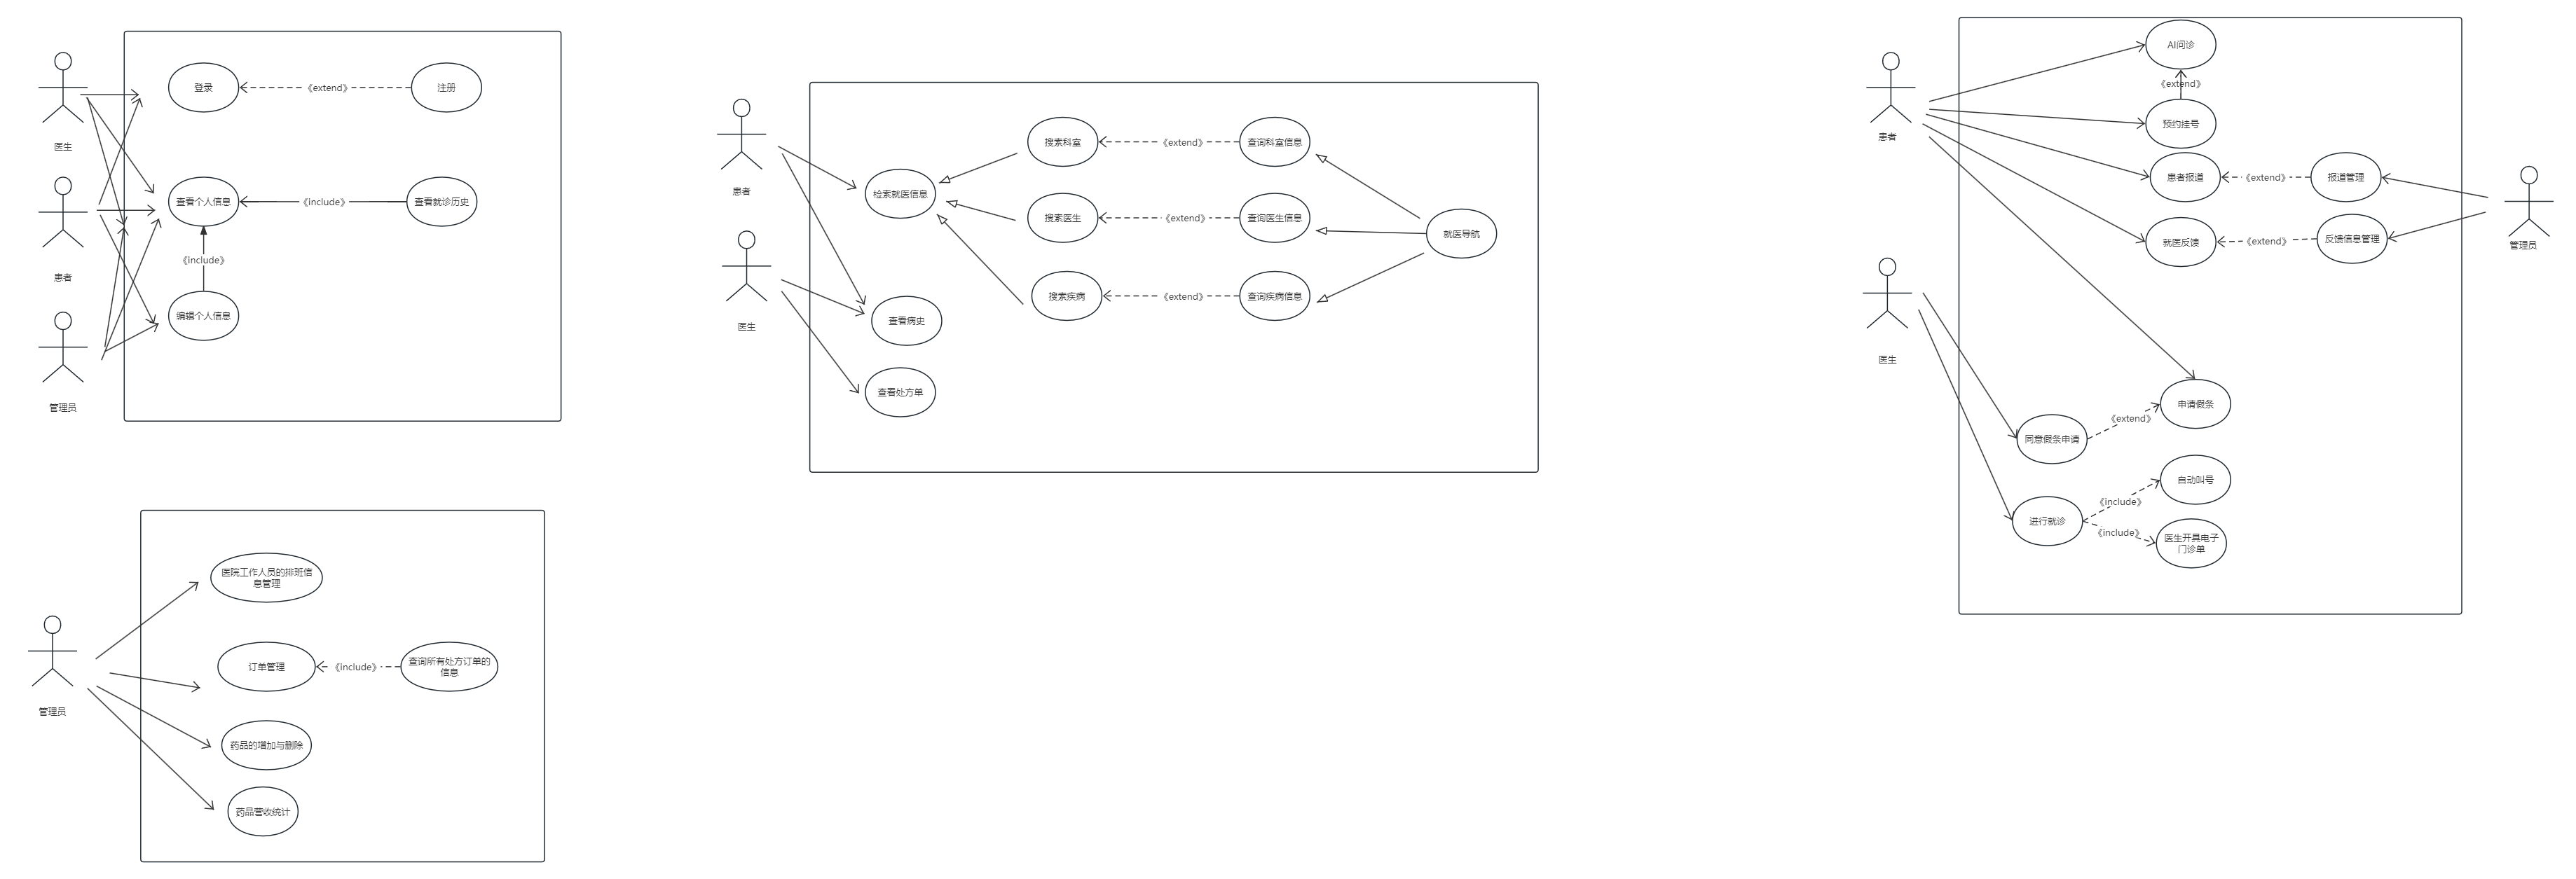 医生
患者
管理员
登录
《extend》
注册
查看个人信息
《include》
查看就诊历史
《include》
编辑个人信息
患者
医生
检索就医信息
搜索科室
《extend》
查询科室信息
搜索医生
《extend》
查询医生信息
搜索疾病
《extend》
查询疾病信息
就医导航
查看病史
查看处方单
患者
医生
AI问诊
《extend》
预约挂号
患者报道
《extend》
报道管理
就医反馈
《extend》
反馈信息管理
管理员
申请假条
《extend》
同意假条申请
自动叫号
《include》
进行就诊
《include》
医生开具电子
门诊单
管理员
医院工作人员的排班信
息管理
订单管理
《include》
查询所有处方订单的
信息
药品的增加与删除
药品营收统计